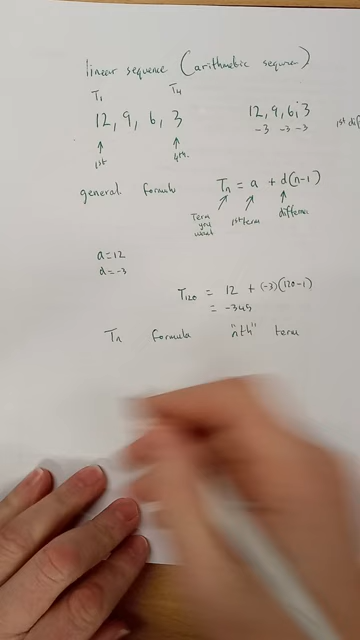 linear sequence (arithmetic sequence)
T₁ T₄
12, 9, 6, 3 12, 9, 6, 3
-3 -3 -3 1st dif
1st 4th.
general formula Tn = a + d(n-1)
Term you want 1st term difference
a = 12
d = -3
T₁₂₀ = 12 + (-3)(120-1)
= -345
Tn formula "nth" term